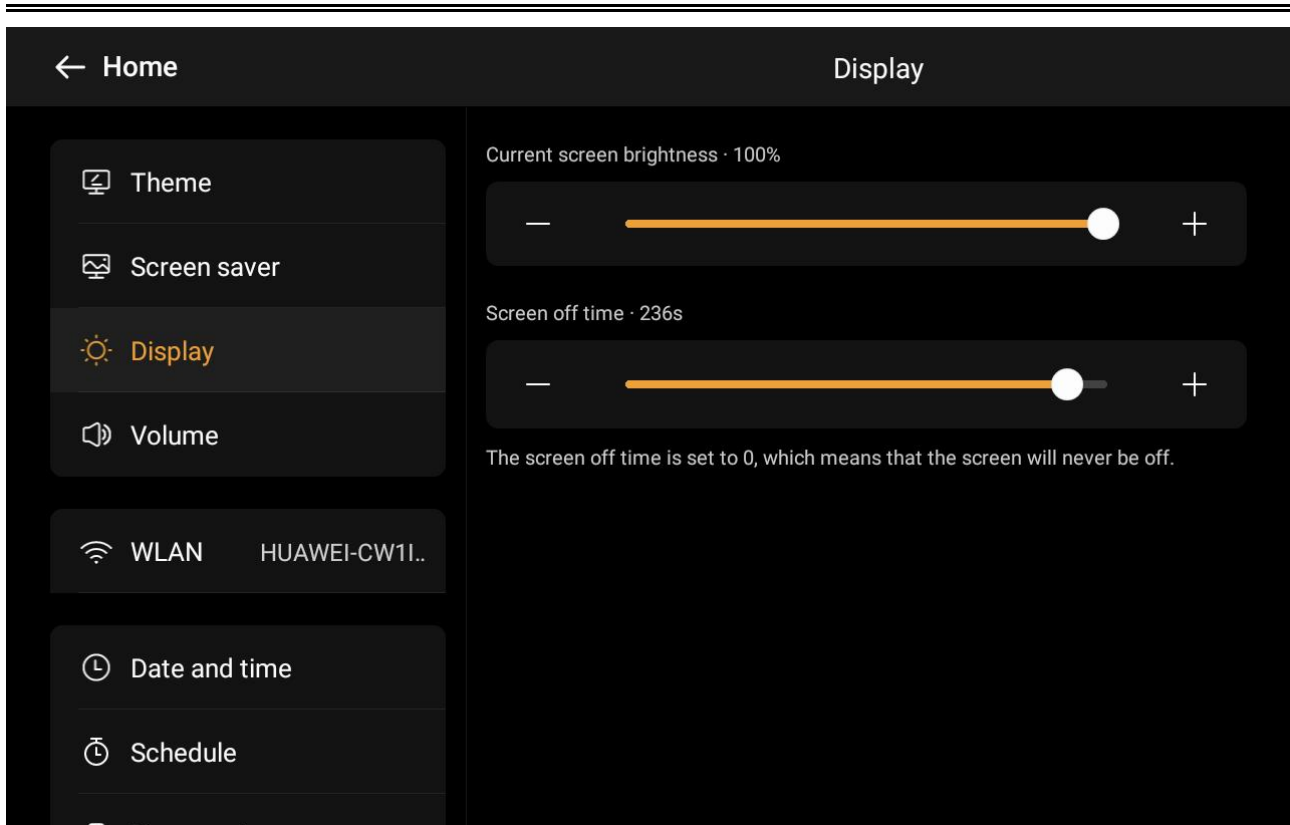 Home
Display
Theme
Screen saver
Display
Volume
WLAN HUAWEI-CW1I..
Date and time
Schedule
Current screen brightness · 100%
Screen off time · 236s
The screen off time is set to 0, which means that the screen will never be off.